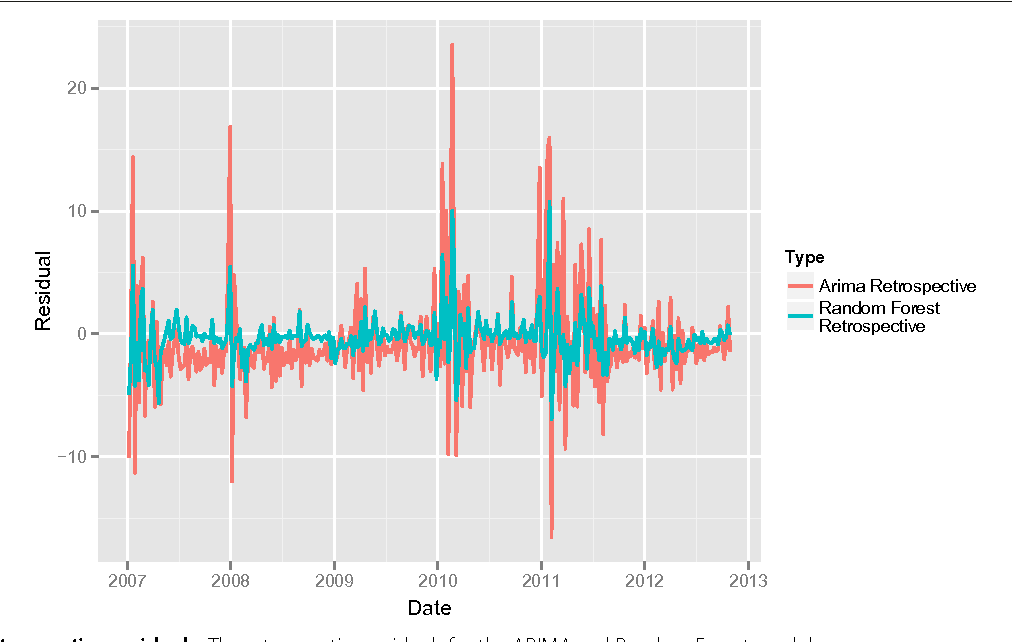 20
10
0
−10
Residual
2007
2008
2009
2010
2011
2012
2013
Date
Type
Arima Retrospective
Random Forest
Retrospective